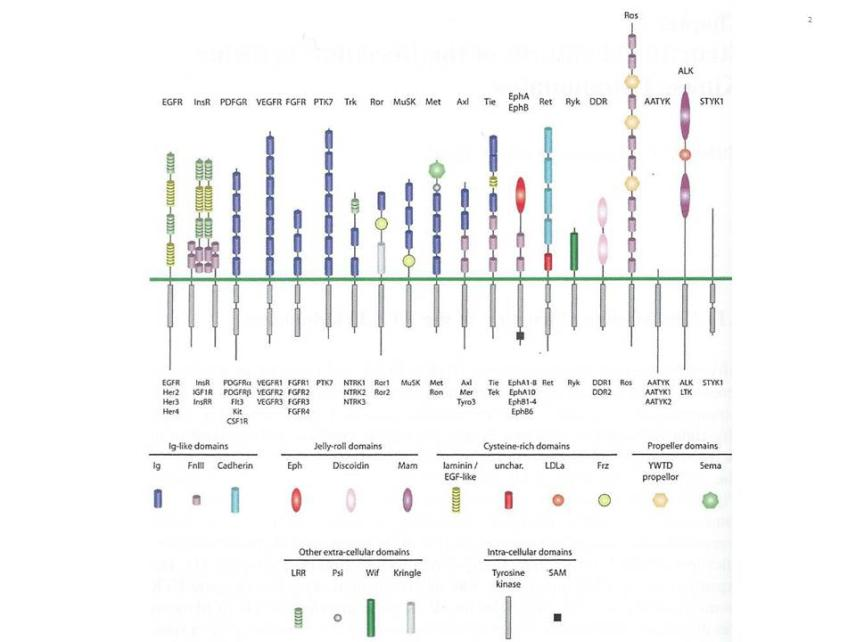 2
Ros
ALK
EGFR InsR PDFGR VEGFR FGFR PTK7 Trk Ror MuSK Met Axl Tie EphA EphB Ret Ryk DDR AATYK STYK1
EGFR InsR PDGFRα VEGFR1 FGFR1 PTK7 NTRK1 Ror1 MuSK Met Axl Tie EphA1-8 Ret Ryk DDR1 Ros AATYK ALK STYK1
Her2 IGF1R PDGFRβ VEGFR2 FGFR2 NTRK2 Ror2 Ron Mer Tek EphA10 DDR2 AATYK1 LTK
Her3 InsRR Flt3 VEGFR3 FGFR3 NTRK3 Tyro3 EphB1-4 AATYK2
Her4 Kit FGFR4 EphB6
CSF1R
Ig-like domains Jelly-roll domains Cysteine-rich domains Propeller domains
Ig FnIII Cadherin Eph Discoidin Mam laminin / unchar. LDLa Frz YWTD Sema
EGF-like propellor
Other extra-cellular domains Intra-cellular domains
LRR Psi Wif Kringle Tyrosine SAM
kinase